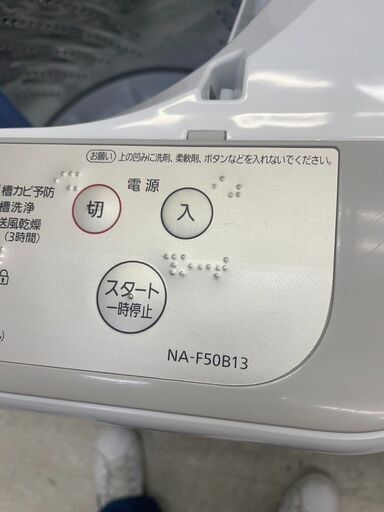 お願い 上の凹みに洗剤、柔軟剤、ボタンなどを入れないでください。
電源
槽カビ予防
槽洗浄
送風乾燥
(3時間)
切
入
スタート
一時停止
NA-F50B13